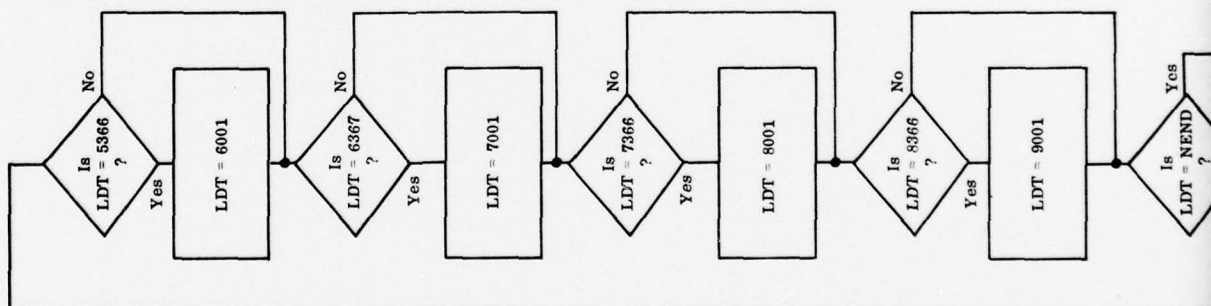 Is
LDT = 5366
?
No
Yes
LDT = 6001
Is
LDT = 6367
?
No
Yes
LDT = 7001
Is
LDT = 7366
?
No
Yes
LDT = 8001
Is
LDT = 8366
?
No
Yes
LDT = 9001
Is
LDT = NEND
?
Yes